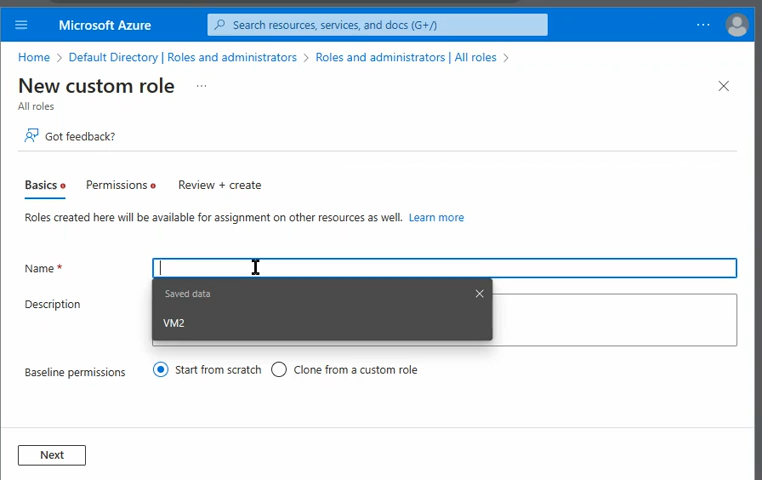 Microsoft Azure
Search resources, services, and docs (G+/)
Home > Default Directory | Roles and administrators > Roles and administrators | All roles >
New custom role ...
All roles
Got feedback?
Basics Permissions Review + create
Roles created here will be available for assignment on other resources as well. Learn more
Name *
Saved data
Description
VM2
Baseline permissions Start from scratch Clone from a custom role
Next